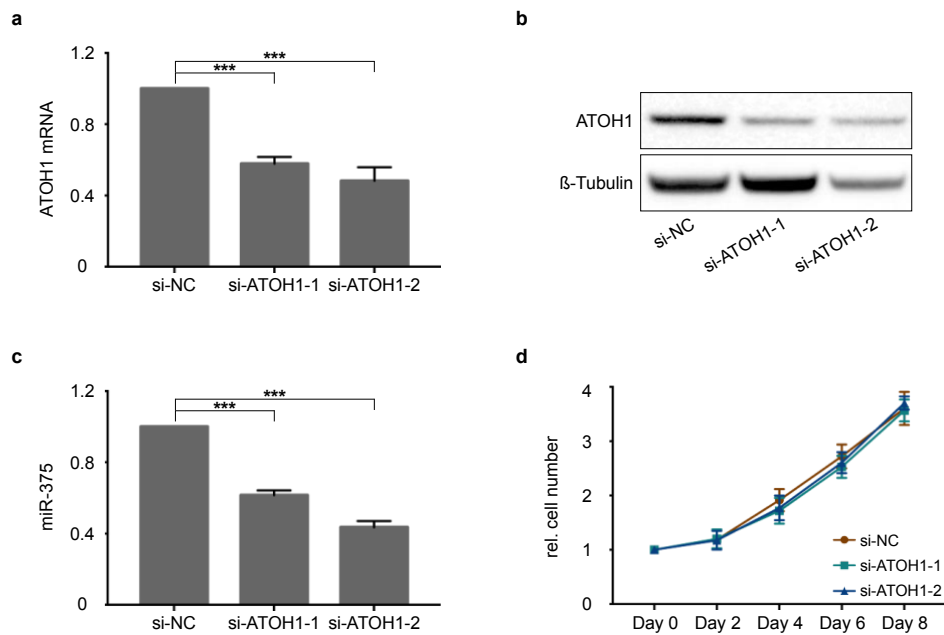 a
ATOH1 mRNA
1.2
0.8
0.4
0
***
***
si-NC
si-ATOH1-1
si-ATOH1-2
b
ATOH1
ß-Tubulin
si-NC
si-ATOH1-1
si-ATOH1-2
c
miR-375
1.2
0.8
0.4
0
***
***
si-NC
si-ATOH1-1
si-ATOH1-2
d
rel. cell number
4
3
2
1
0
Day 0
Day 2
Day 4
Day 6
Day 8
si-NC
si-ATOH1-1
si-ATOH1-2